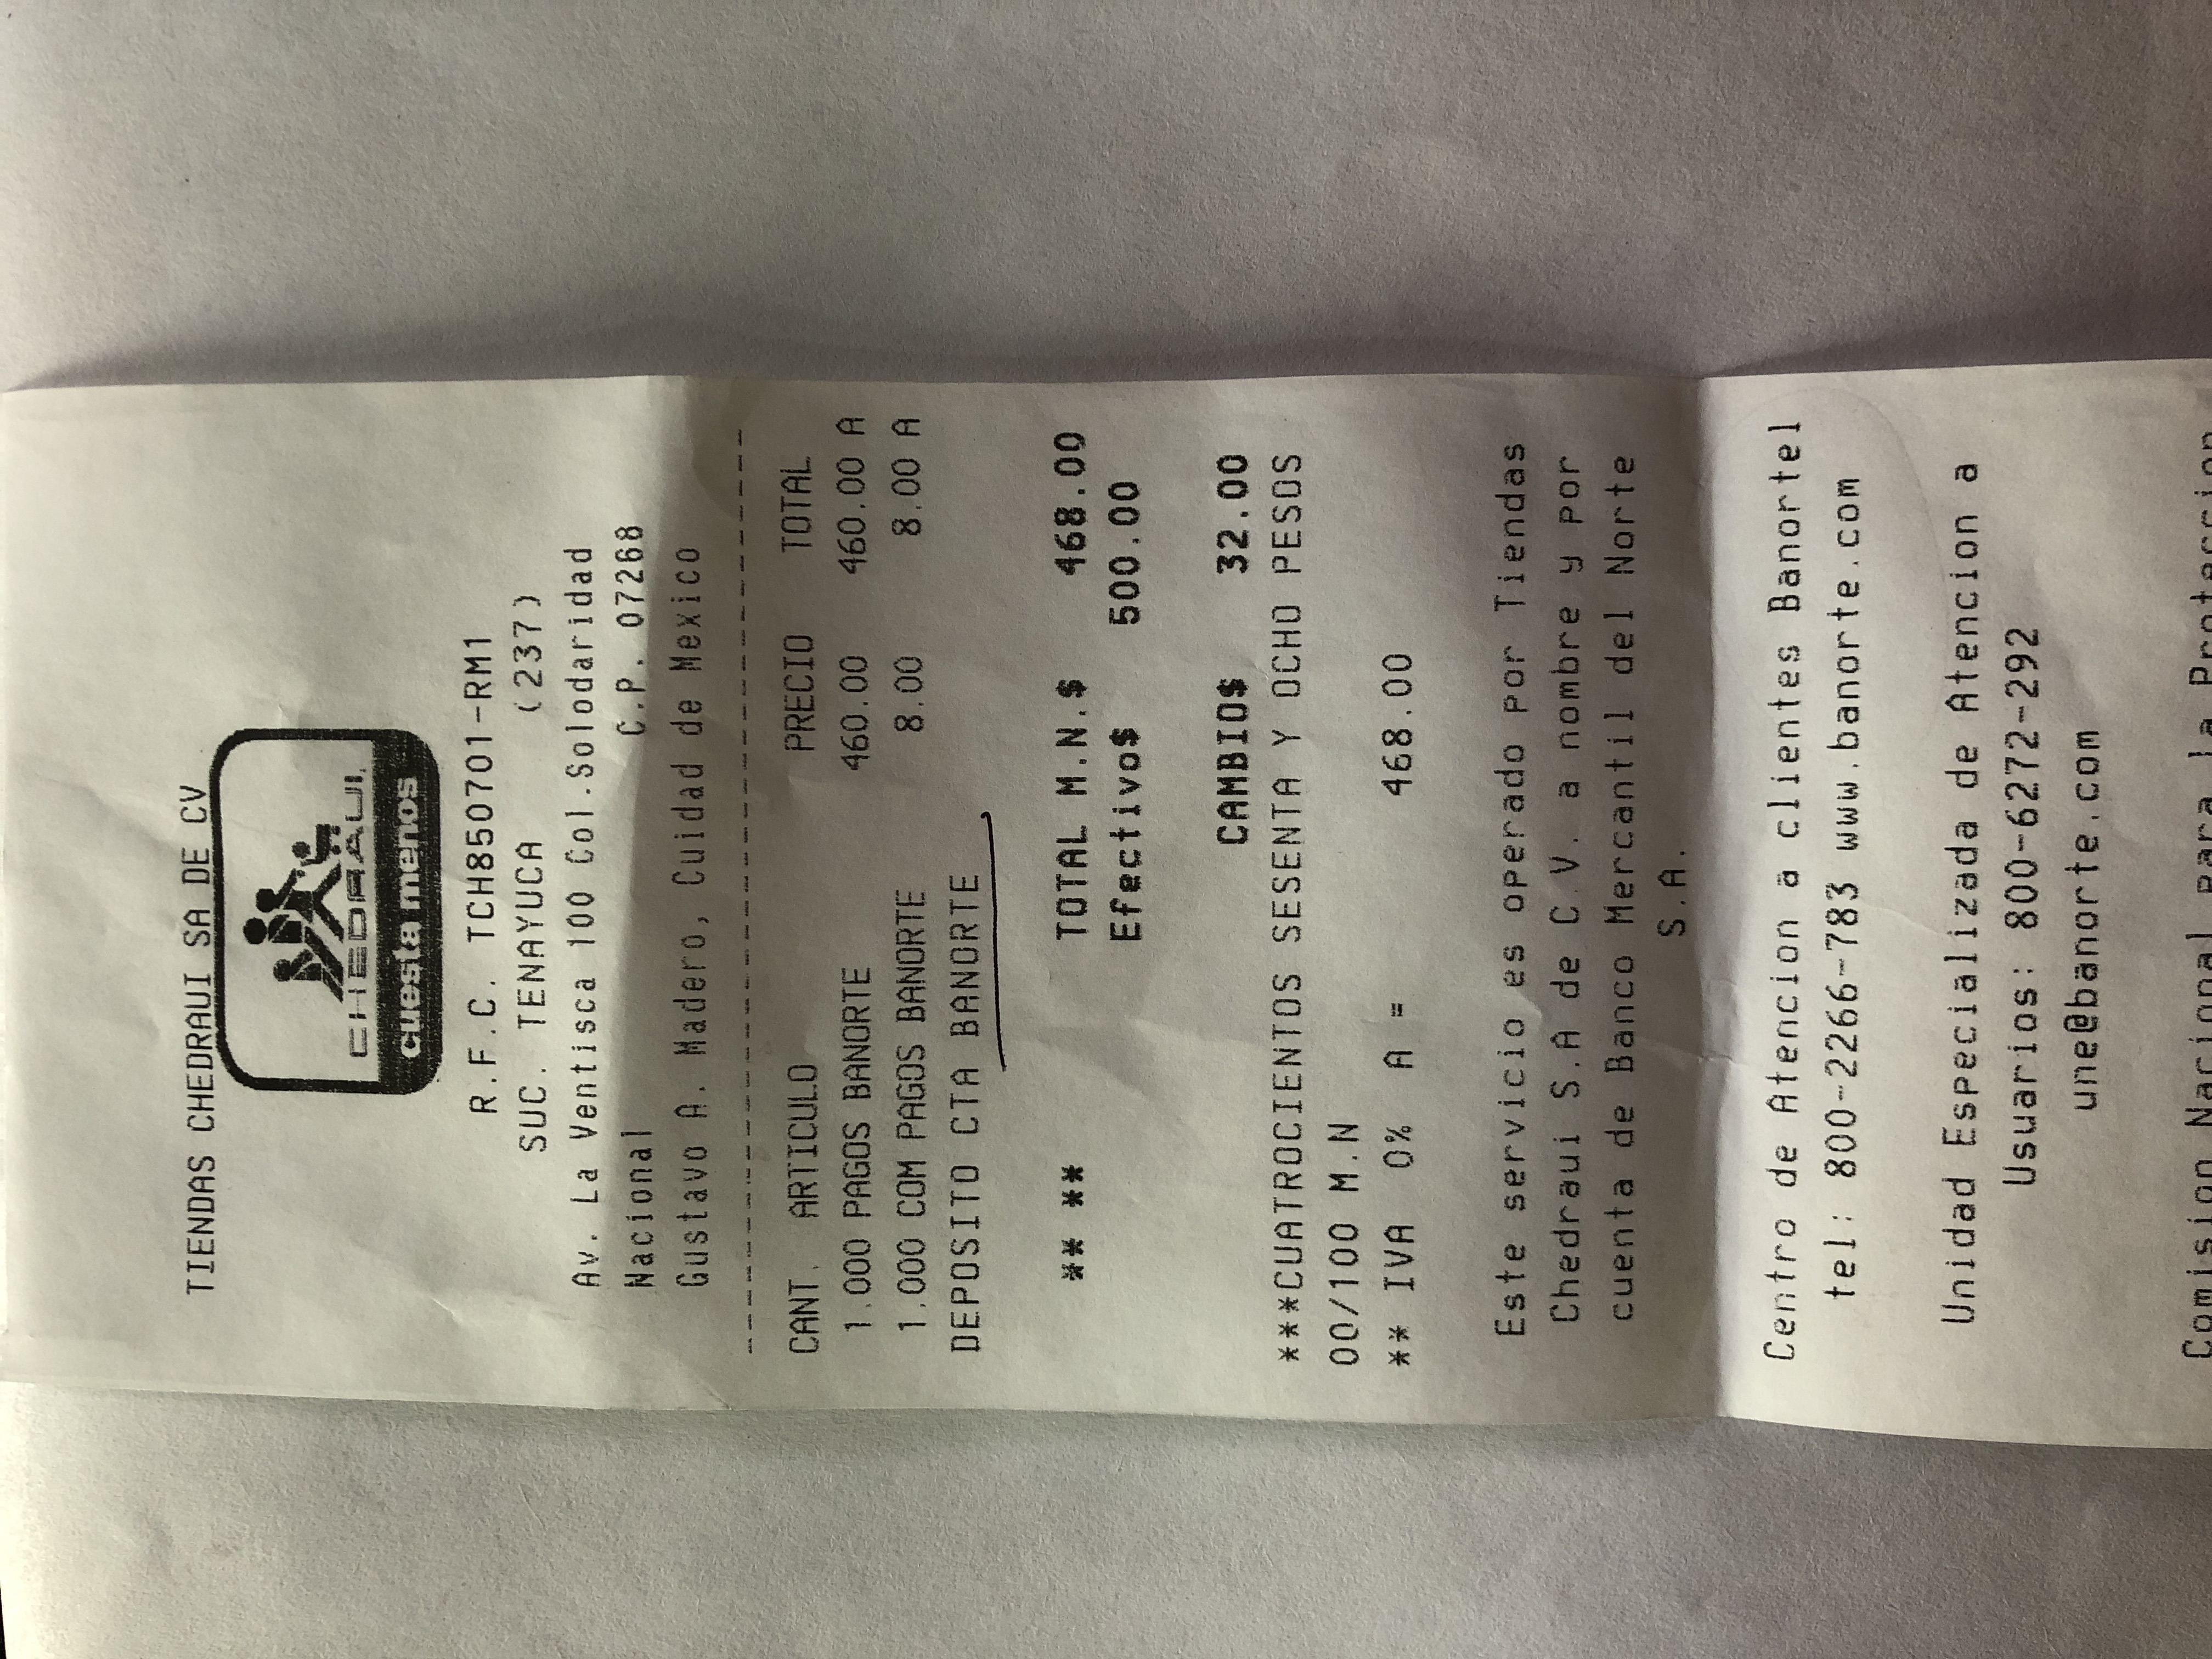 TIENDAS CHEDRAUI SA DE CV
CHEDRAUI
cuesta menos
R.F.C. TCH850701-RM1
SUC. TENAYUCA (237)
Av. La Ventisca 100 Col.Solodaridad
Nacional C.P. 07268
Gustavo A. Madero, Cuidad de Mexico
--------------------------------------
CANT. ARTICULO PRECIO TOTAL
1.000 PAGOS BANORTE 460.00 460.00 A
1.000 COM PAGOS BANORTE 8.00 8.00 A
DEPOSITO CTA BANORTE
** ** TOTAL M.N.$ 468.00
Efectivo$ 500.00
CAMBIO$ 32.00
***CUATROCIENTOS SESENTA Y OCHO PESOS
00/100 M.N
** IVA 0% A = 468.00
Este servicio es operado por Tiendas
Chedraui S.A de C.V. a nombre y por
cuenta de Banco Mercantil del Norte
S.A.
Centro de Atencion a clientes Banortel
tel: 800-2266-783 www.banorte.com
Unidad Especializada de Atencion a
Usuarios: 800-6272-292
une@banorte.com
Comision Nacional para la Proteccion